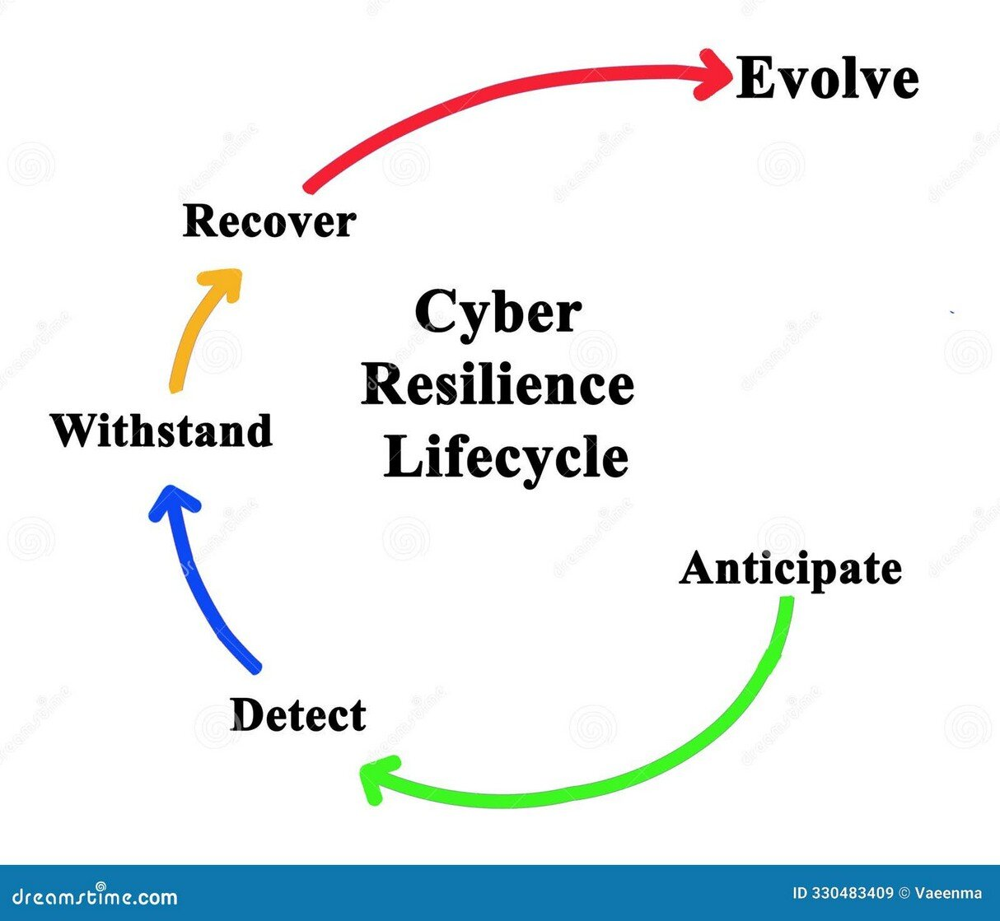 Evolve
Recover
Cyber
Resilience
Lifecycle
Withstand
Anticipate
Detect
dreamstime.com
ID 330483409 © Vaeenma